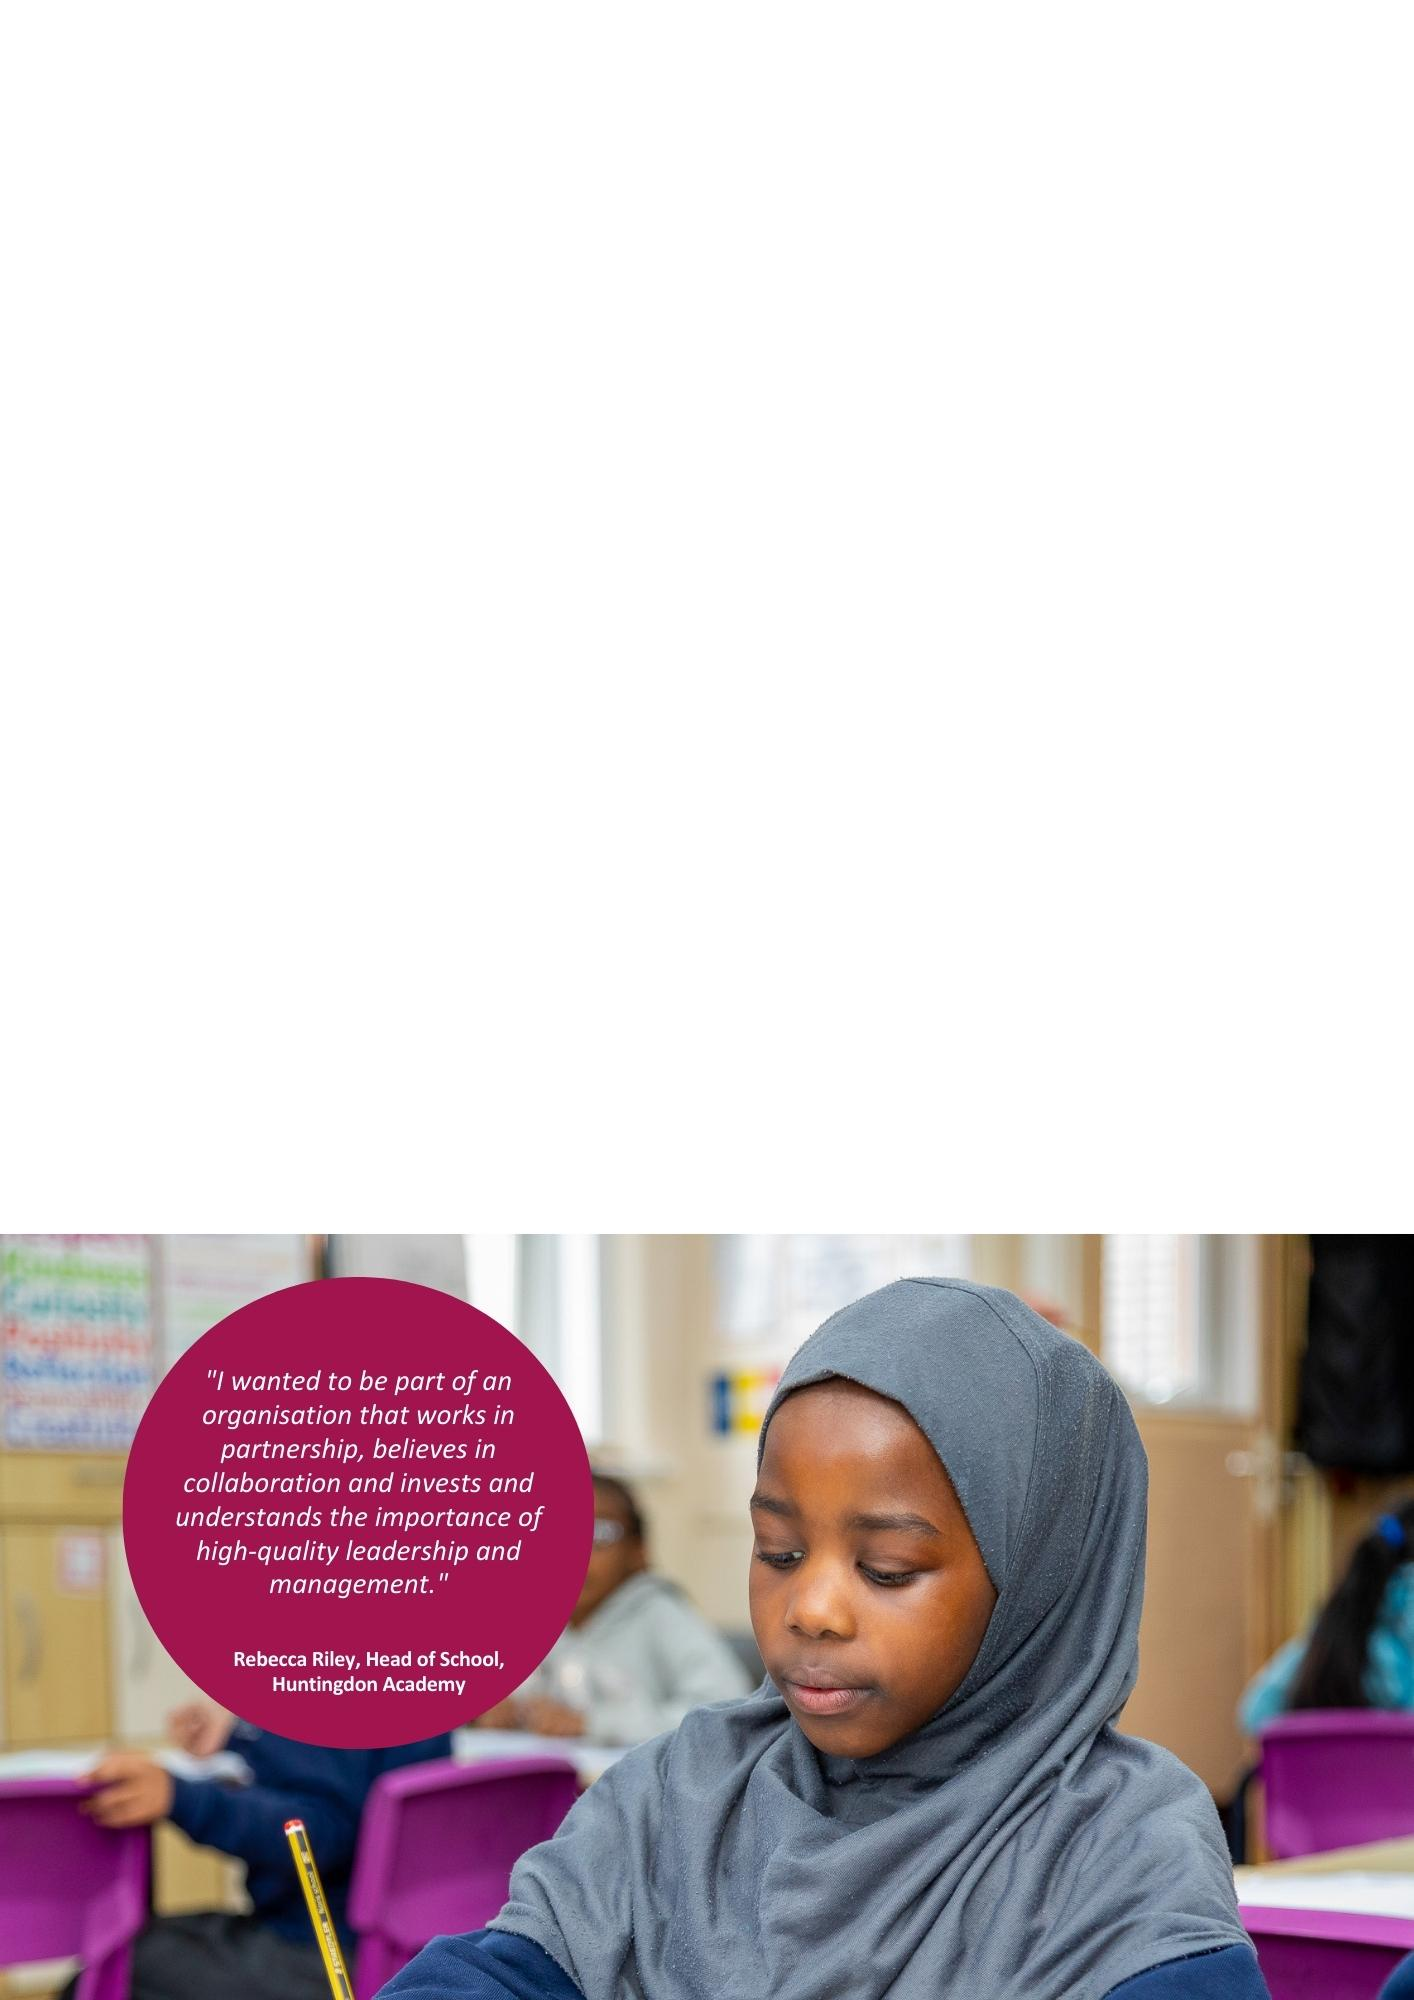 "I wanted to be part of an
organisation that works in
partnership, believes in
collaboration and invests and
understands the importance of
high-quality leadership and
management."
Rebecca Riley, Head of School,
Huntingdon Academy